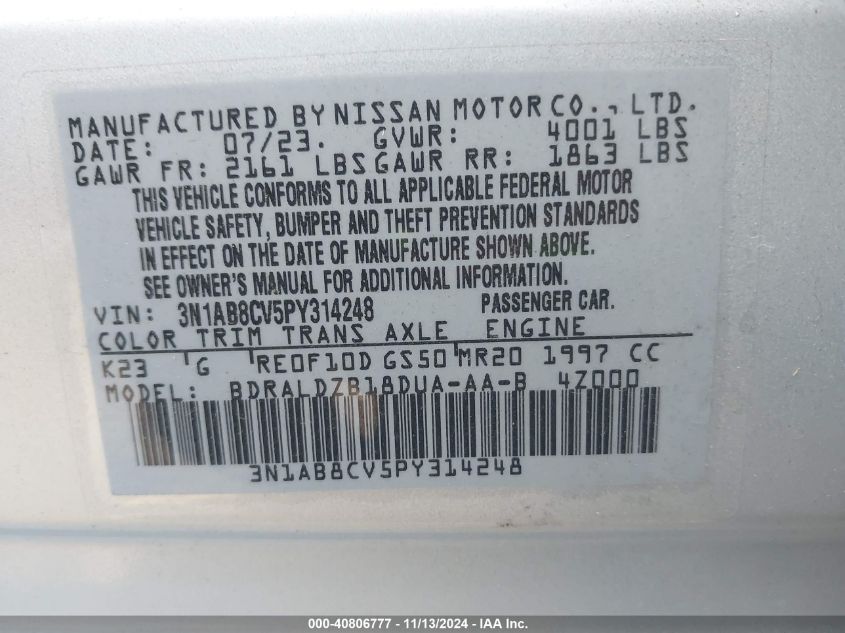 MANUFACTURED BY NISSAN MOTOR CO., LTD.
DATE: 07/23. GVWR: 4001 LBS
GAWR FR: 2161 LBS GAWR RR: 1863 LBS
THIS VEHICLE CONFORMS TO ALL APPLICABLE FEDERAL MOTOR
VEHICLE SAFETY, BUMPER AND THEFT PREVENTION STANDARDS
IN EFFECT ON THE DATE OF MANUFACTURE SHOWN ABOVE.
SEE OWNER'S MANUAL FOR ADDITIONAL INFORMATION.
VIN: 3N1AB8CV5PY314248 PASSENGER CAR.
COLOR TRIM TRANS AXLE ENGINE
K23 G RE0F10D GS50 MR20 1997 CC
MODEL: BDRALDZB18DUA-AA-B 4Z000
3N1AB8CV5PY314248
000-40806777 - 11/13/2024 - IAA Inc.